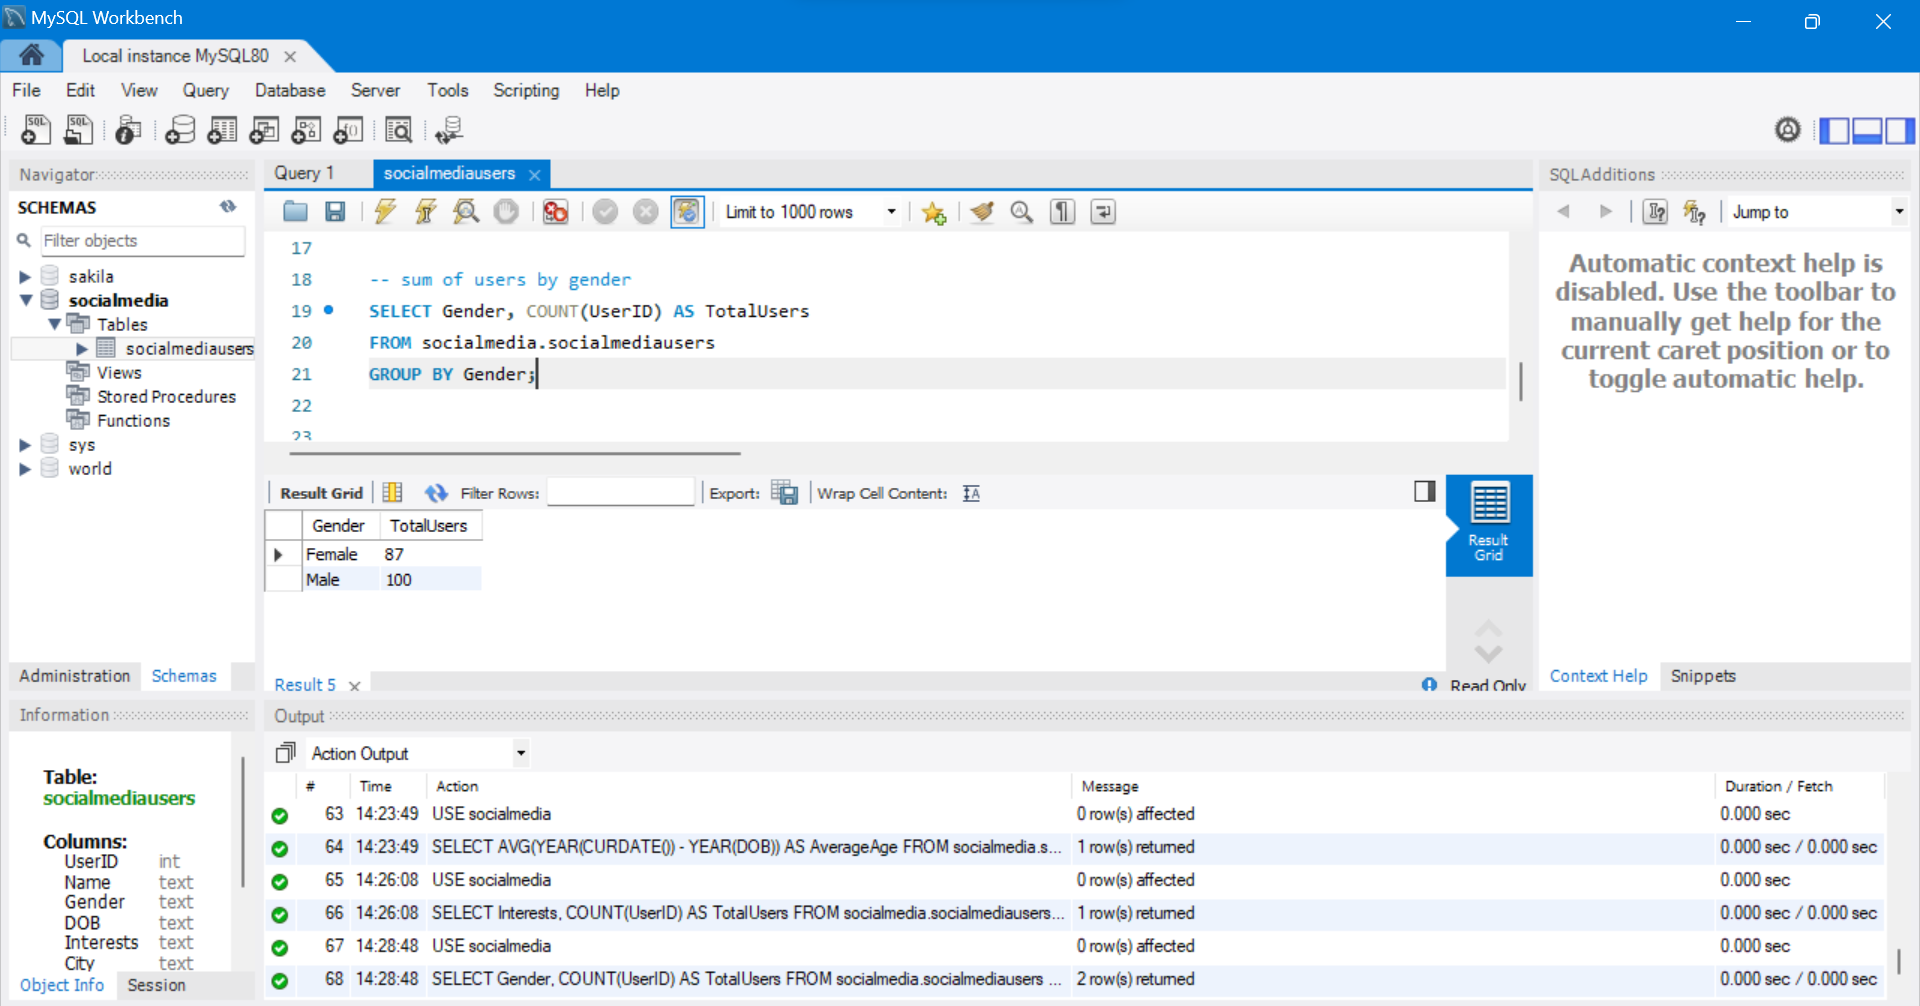 MySQL Workbench
Local instance MySQL80
File Edit View Query Database Server Tools Scripting Help
Navigator
SCHEMAS
Filter objects
sakila
socialmedia
Tables
socialmediausers
Views
Stored Procedures
Functions
sys
world
Administration Schemas
Query 1 socialmediausers
Limit to 1000 rows
17
18 -- sum of users by gender
19 SELECT Gender, COUNT(UserID) AS TotalUsers
20 FROM socialmedia.socialmediausers
21 GROUP BY Gender;
22
23
Result Grid Filter Rows: Export: Wrap Cell Content:
Gender TotalUsers
Female 87
Male 100
Result Grid
Result 5
Read Only
SQLAdditions
Jump to
Automatic context help is
disabled. Use the toolbar to
manually get help for the
current caret position or to
toggle automatic help.
Context Help Snippets
Information
Table:
socialmediausers
Columns:
UserID int
Name text
Gender text
DOB text
Interests text
City text
Object Info Session
Output
Action Output
# Time Action Message Duration / Fetch
63 14:23:49 USE socialmedia 0 row(s) affected 0.000 sec
64 14:23:49 SELECT AVG(YEAR(CURDATE()) - YEAR(DOB)) AS AverageAge FROM socialmedia.s... 1 row(s) returned 0.000 sec / 0.000 sec
65 14:26:08 USE socialmedia 0 row(s) affected 0.000 sec
66 14:26:08 SELECT Interests, COUNT(UserID) AS TotalUsers FROM socialmedia.socialmediausers... 1 row(s) returned 0.000 sec / 0.000 sec
67 14:28:48 USE socialmedia 0 row(s) affected 0.000 sec
68 14:28:48 SELECT Gender, COUNT(UserID) AS TotalUsers FROM socialmedia.socialmediausers ... 2 row(s) returned 0.000 sec / 0.000 sec